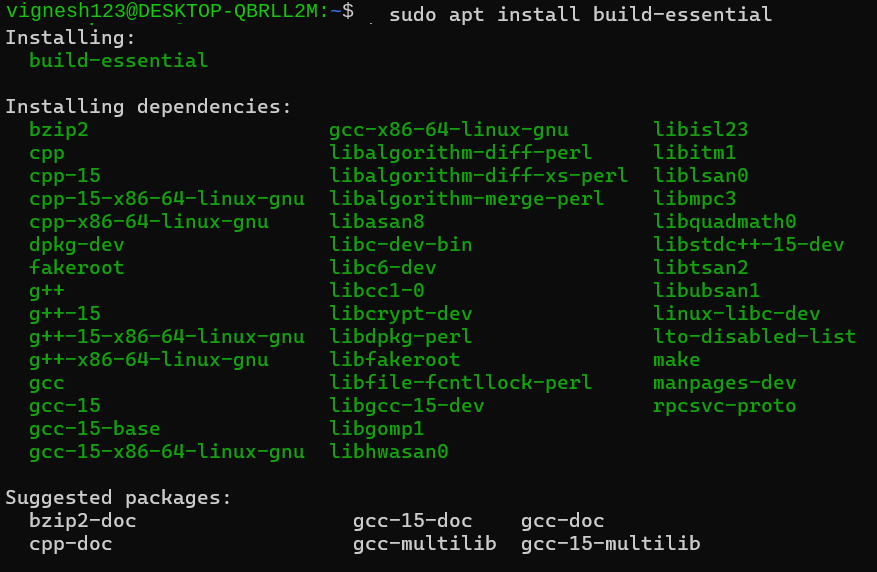 vignesh123@DESKTOP-QBRLL2M:~$ sudo apt install build-essential
Installing:
build-essential
Installing dependencies:
bzip2 gcc-x86-64-linux-gnu libisl23
cpp libalgorithm-diff-perl libitm1
cpp-15 libalgorithm-diff-xs-perl liblsan0
cpp-15-x86-64-linux-gnu libalgorithm-merge-perl libmpc3
cpp-x86-64-linux-gnu libasan8 libquadmath0
dpkg-dev libc-dev-bin libstdc++-15-dev
fakeroot libc6-dev libtsan2
g++ libcc1-0 libubsan1
g++-15 libcrypt-dev linux-libc-dev
g++-15-x86-64-linux-gnu libdpkg-perl lto-disabled-list
g++-x86-64-linux-gnu libfakeroot make
gcc libfile-fcntllock-perl manpages-dev
gcc-15 libgcc-15-dev rpcsvc-proto
gcc-15-base libgomp1
gcc-15-x86-64-linux-gnu libhwasan0
Suggested packages:
bzip2-doc gcc-15-doc gcc-doc
cpp-doc gcc-multilib gcc-15-multilib